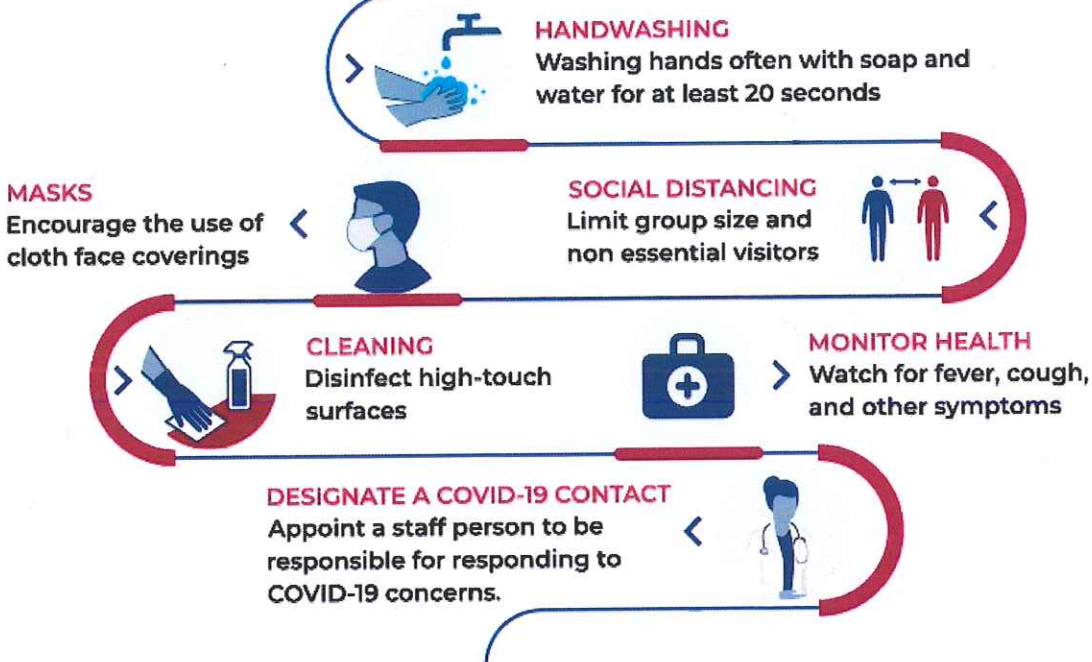 HANDWASHING
Washing hands often with soap and
water for at least 20 seconds
SOCIAL DISTANCING
Limit group size and
non essential visitors
MASKS
Encourage the use of
cloth face coverings
CLEANING
Disinfect high-touch
surfaces
MONITOR HEALTH
Watch for fever, cough,
and other symptoms
DESIGNATE A COVID-19 CONTACT
Appoint a staff person to be
responsible for responding to
COVID-19 concerns.